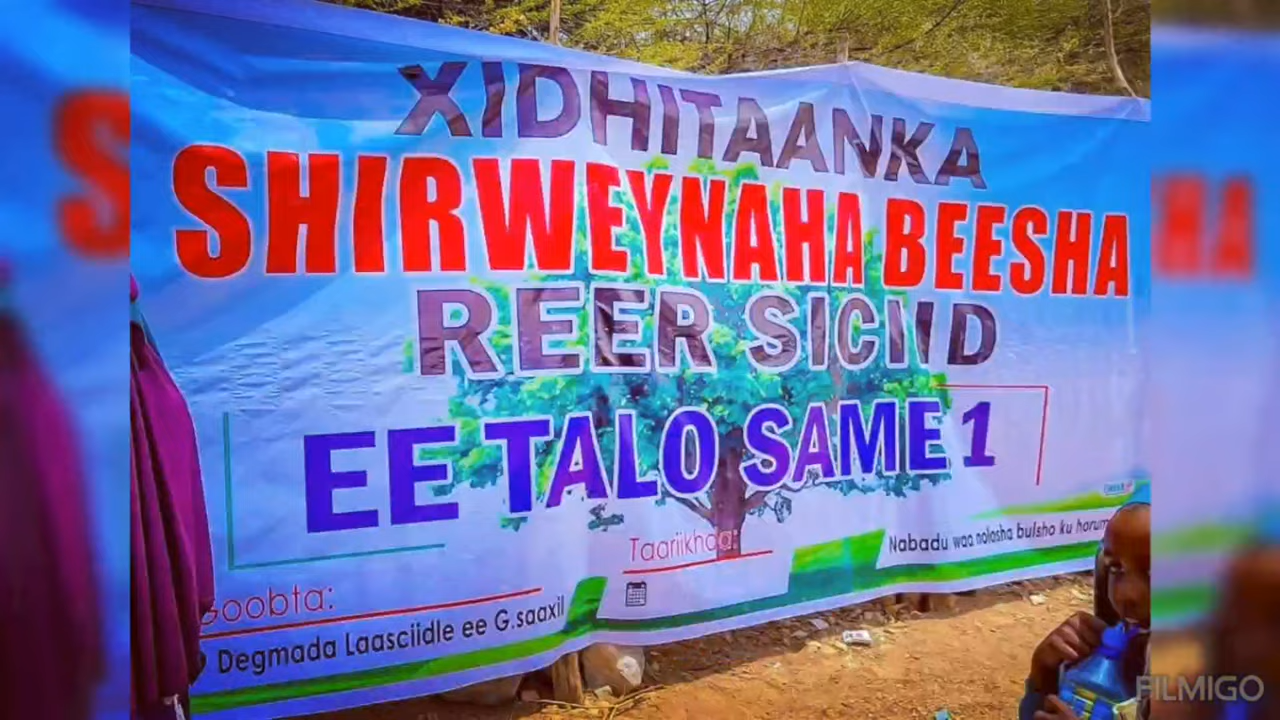 XIDHITAANKA
SHIRWEYNAHA BEESHA
REER SICIID
EE TALO SAME 1
Goobta:
Degmada Laasciidle ee G.saaxil
Taariikhda:
Nabadu waa nolosha bulsho ku horum
FILMIGO